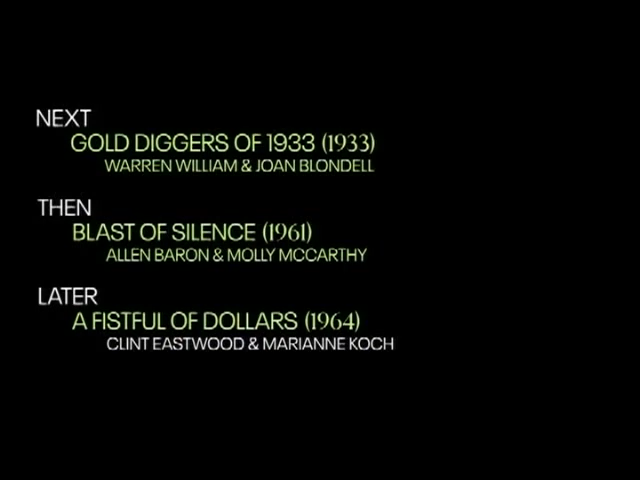 NEXT
GOLD DIGGERS OF 1933 (1933)
WARREN WILLIAM & JOAN BLONDELL
THEN
BLAST OF SILENCE (1961)
ALLEN BARON & MOLLY MCCARTHY
LATER
A FISTFUL OF DOLLARS (1964)
CLINT EASTWOOD & MARIANNE KOCH